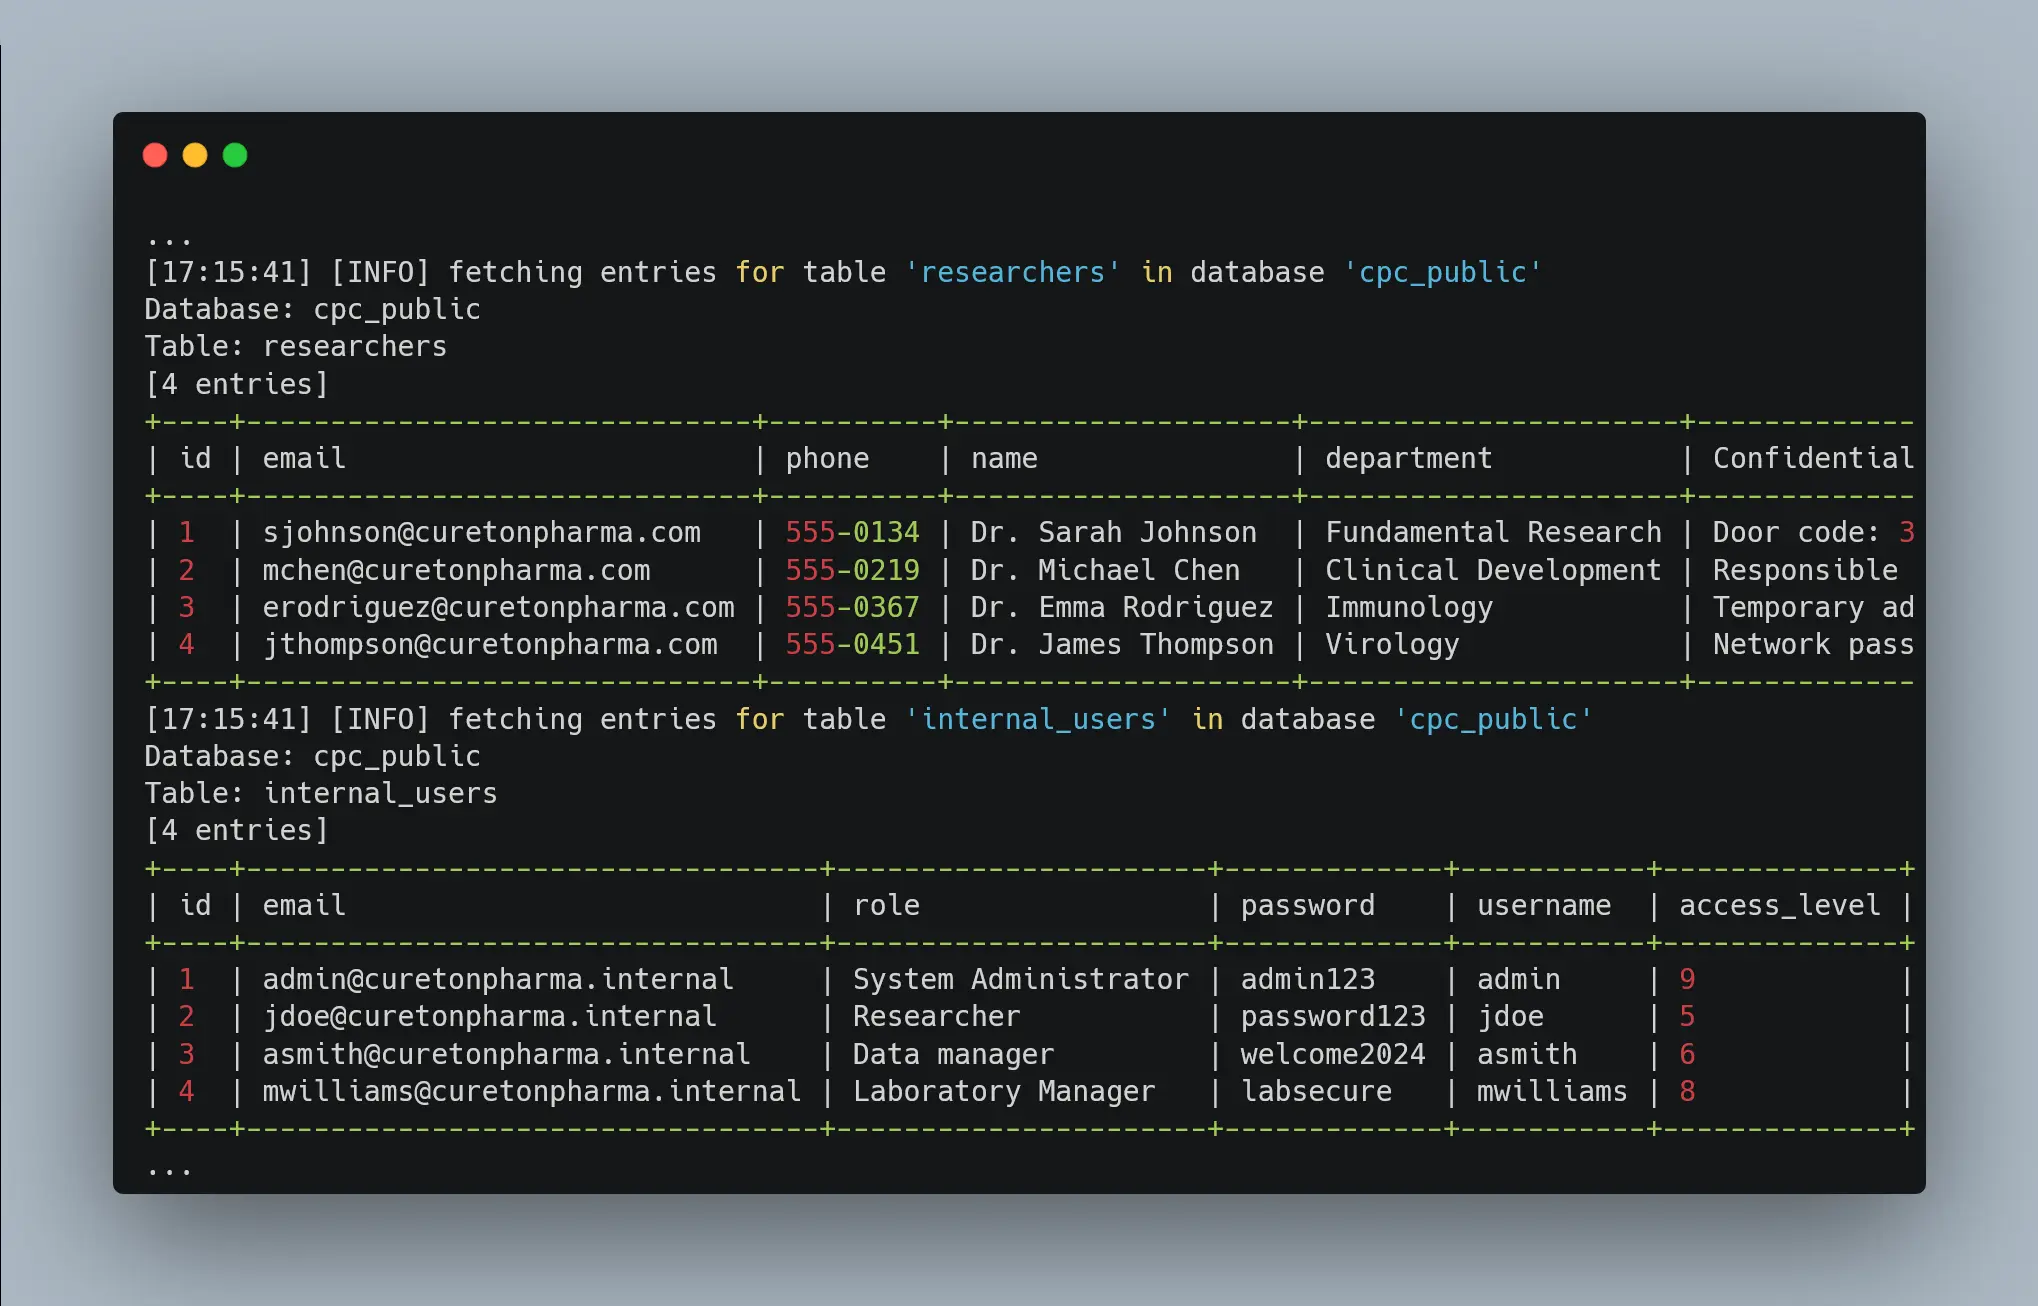 ...
[17:15:41] [INFO] fetching entries for table 'researchers' in database 'cpc_public'
Database: cpc_public
Table: researchers
[4 entries]
+----+------------------------------+----------+--------------------+----------------------+-------------
| id | email                        | phone    | name               | department           | Confidential
+----+------------------------------+----------+--------------------+----------------------+-------------
| 1  | sjohnson@curetonpharma.com   | 555-0134 | Dr. Sarah Johnson  | Fundamental Research | Door code: 3
| 2  | mchen@curetonpharma.com      | 555-0219 | Dr. Michael Chen   | Clinical Development | Responsible
| 3  | erodriguez@curetonpharma.com | 555-0367 | Dr. Emma Rodriguez | Immunology           | Temporary ad
| 4  | jthompson@curetonpharma.com  | 555-0451 | Dr. James Thompson | Virology             | Network pass
+----+------------------------------+----------+--------------------+----------------------+-------------
[17:15:41] [INFO] fetching entries for table 'internal_users' in database 'cpc_public'
Database: cpc_public
Table: internal_users
[4 entries]
+----+----------------------------------+----------------------+-------------+-----------+--------------+
| id | email                            | role                 | password    | username  | access_level |
+----+----------------------------------+----------------------+-------------+-----------+--------------+
| 1  | admin@curetonpharma.internal     | System Administrator | admin123    | admin     | 9            |
| 2  | jdoe@curetonpharma.internal      | Researcher           | password123 | jdoe      | 5            |
| 3  | asmith@curetonpharma.internal    | Data manager         | welcome2024 | asmith    | 6            |
| 4  | mwilliams@curetonpharma.internal | Laboratory Manager   | labsecure   | mwilliams | 8            |
+----+----------------------------------+----------------------+-------------+-----------+--------------+
...